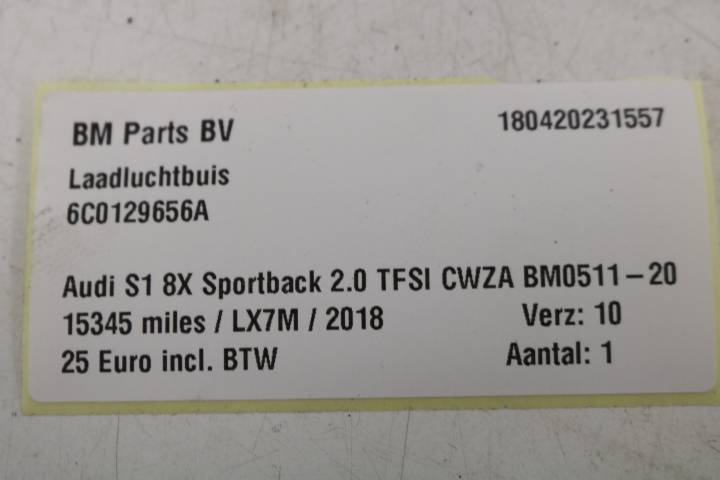 BM Parts BV 180420231557
Laadluchtbuis
6C0129656A
Audi S1 8X Sportback 2.0 TFSI CWZA BM0511-20
15345 miles / LX7M / 2018 Verz: 10
25 Euro incl. BTW Aantal: 1